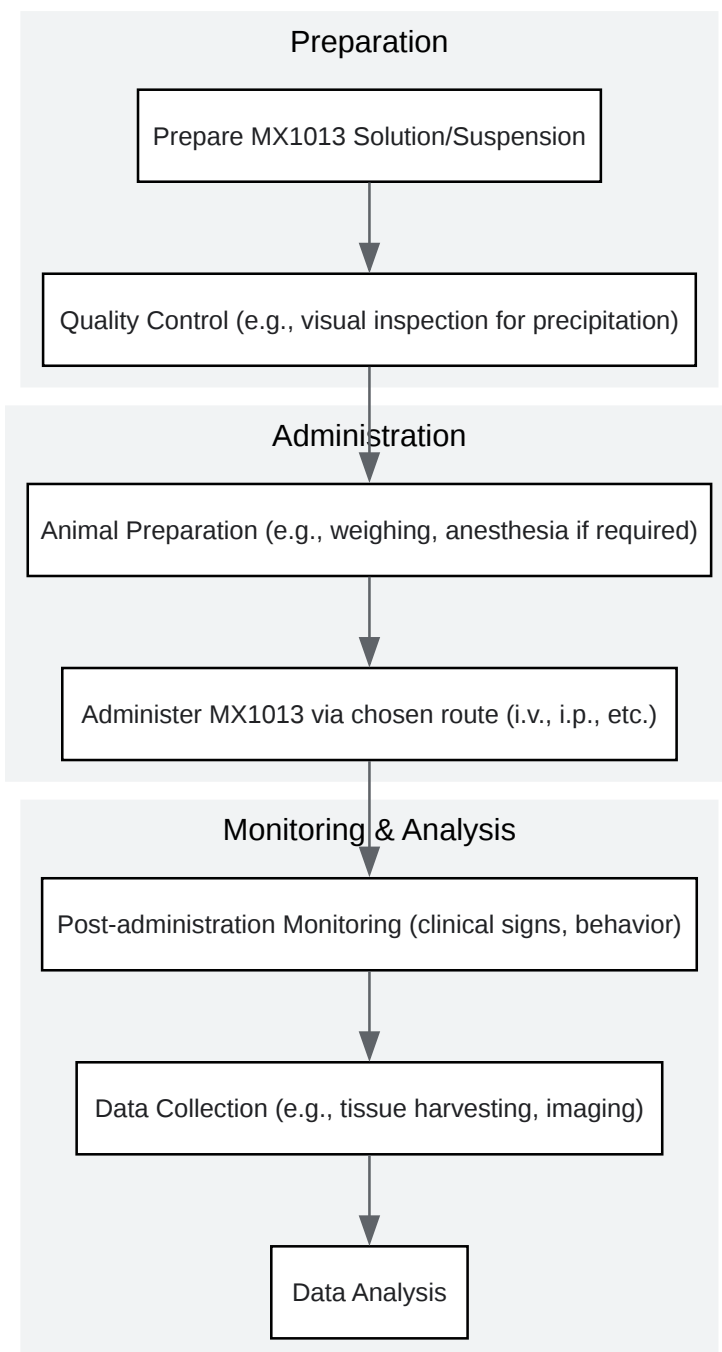 Preparation
Prepare MX1013 Solution/Suspension
Quality Control (e.g., visual inspection for precipitation)
Administration
Animal Preparation (e.g., weighing, anesthesia if required)
Administer MX1013 via chosen route (i.v., i.p., etc.)
Monitoring & Analysis
Post-administration Monitoring (clinical signs, behavior)
Data Collection (e.g., tissue harvesting, imaging)
Data Analysis